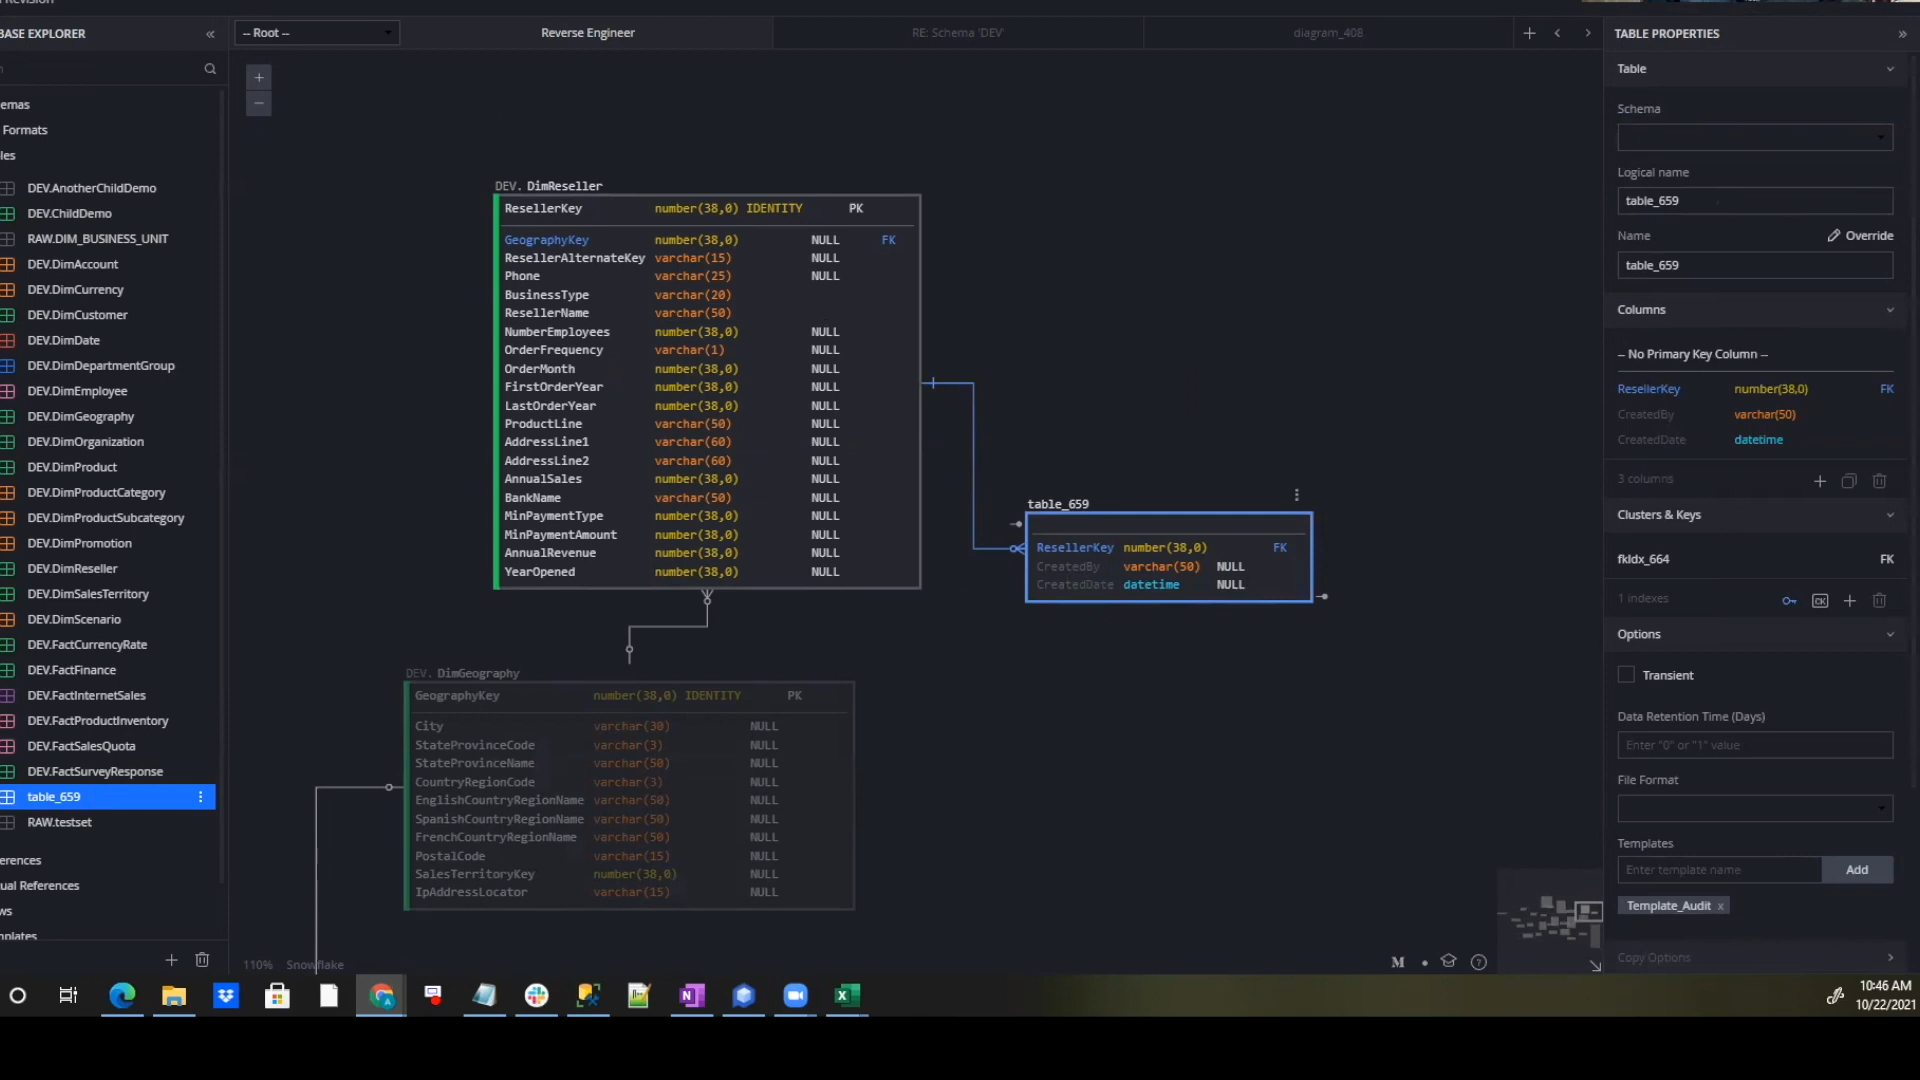 Revision
BASE EXPLORER «
-- Root --
Reverse Engineer
RE: Schema 'DEV'
diagram_408
TABLE PROPERTIES »
emas
Formats
les
DEV.AnotherChildDemo
DEV.ChildDemo
RAW.DIM_BUSINESS_UNIT
DEV.DimAccount
DEV.DimCurrency
DEV.DimCustomer
DEV.DimDate
DEV.DimDepartmentGroup
DEV.DimEmployee
DEV.DimGeography
DEV.DimOrganization
DEV.DimProduct
DEV.DimProductCategory
DEV.DimProductSubcategory
DEV.DimPromotion
DEV.DimReseller
DEV.DimSalesTerritory
DEV.DimScenario
DEV.FactCurrencyRate
DEV.FactFinance
DEV.FactInternetSales
DEV.FactProductInventory
DEV.FactSalesQuota
DEV.FactSurveyResponse
table_659
RAW.testset
erences
ual References
ws
nplates
DEV. DimReseller
ResellerKey number(38,0) IDENTITY PK
GeographyKey number(38,0) NULL FK
ResellerAlternateKey varchar(15) NULL
Phone varchar(25) NULL
BusinessType varchar(20)
ResellerName varchar(50)
NumberEmployees number(38,0) NULL
OrderFrequency varchar(1) NULL
OrderMonth number(38,0) NULL
FirstOrderYear number(38,0) NULL
LastOrderYear number(38,0) NULL
ProductLine varchar(50) NULL
AddressLine1 varchar(60) NULL
AddressLine2 varchar(60) NULL
AnnualSales number(38,0) NULL
BankName varchar(50) NULL
MinPaymentType number(38,0) NULL
MinPaymentAmount number(38,0) NULL
AnnualRevenue number(38,0) NULL
YearOpened number(38,0) NULL
table_659
ResellerKey number(38,0) FK
CreatedBy varchar(50) NULL
CreatedDate datetime NULL
DEV. DimGeography
GeographyKey number(38,0) IDENTITY PK
City varchar(30) NULL
StateProvinceCode varchar(3) NULL
StateProvinceName varchar(50) NULL
CountryRegionCode varchar(3) NULL
EnglishCountryRegionName varchar(50) NULL
SpanishCountryRegionName varchar(50) NULL
FrenchCountryRegionName varchar(50) NULL
PostalCode varchar(15) NULL
SalesTerritoryKey number(38,0) NULL
IpAddressLocator varchar(15) NULL
110% Snowflake
M
Table
Schema
Logical name
table_659
Name Override
table_659
Columns
-- No Primary Key Column --
ResellerKey number(38,0) FK
CreatedBy varchar(50)
CreatedDate datetime
3 columns
Clusters & Keys
fkIdx_664 FK
1 indexes
Options
Transient
Data Retention Time (Days)
Enter "0" or "1" value
File Format
Templates
Enter template name Add
Template_Audit x
Copy Options
10:46 AM
10/22/2021